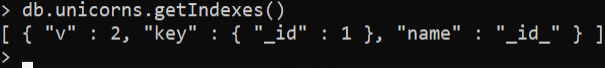 > db.unicorns.getIndexes()
[ { "v" : 2, "key" : { "_id" : 1 }, "name" : "_id_" } ]
>